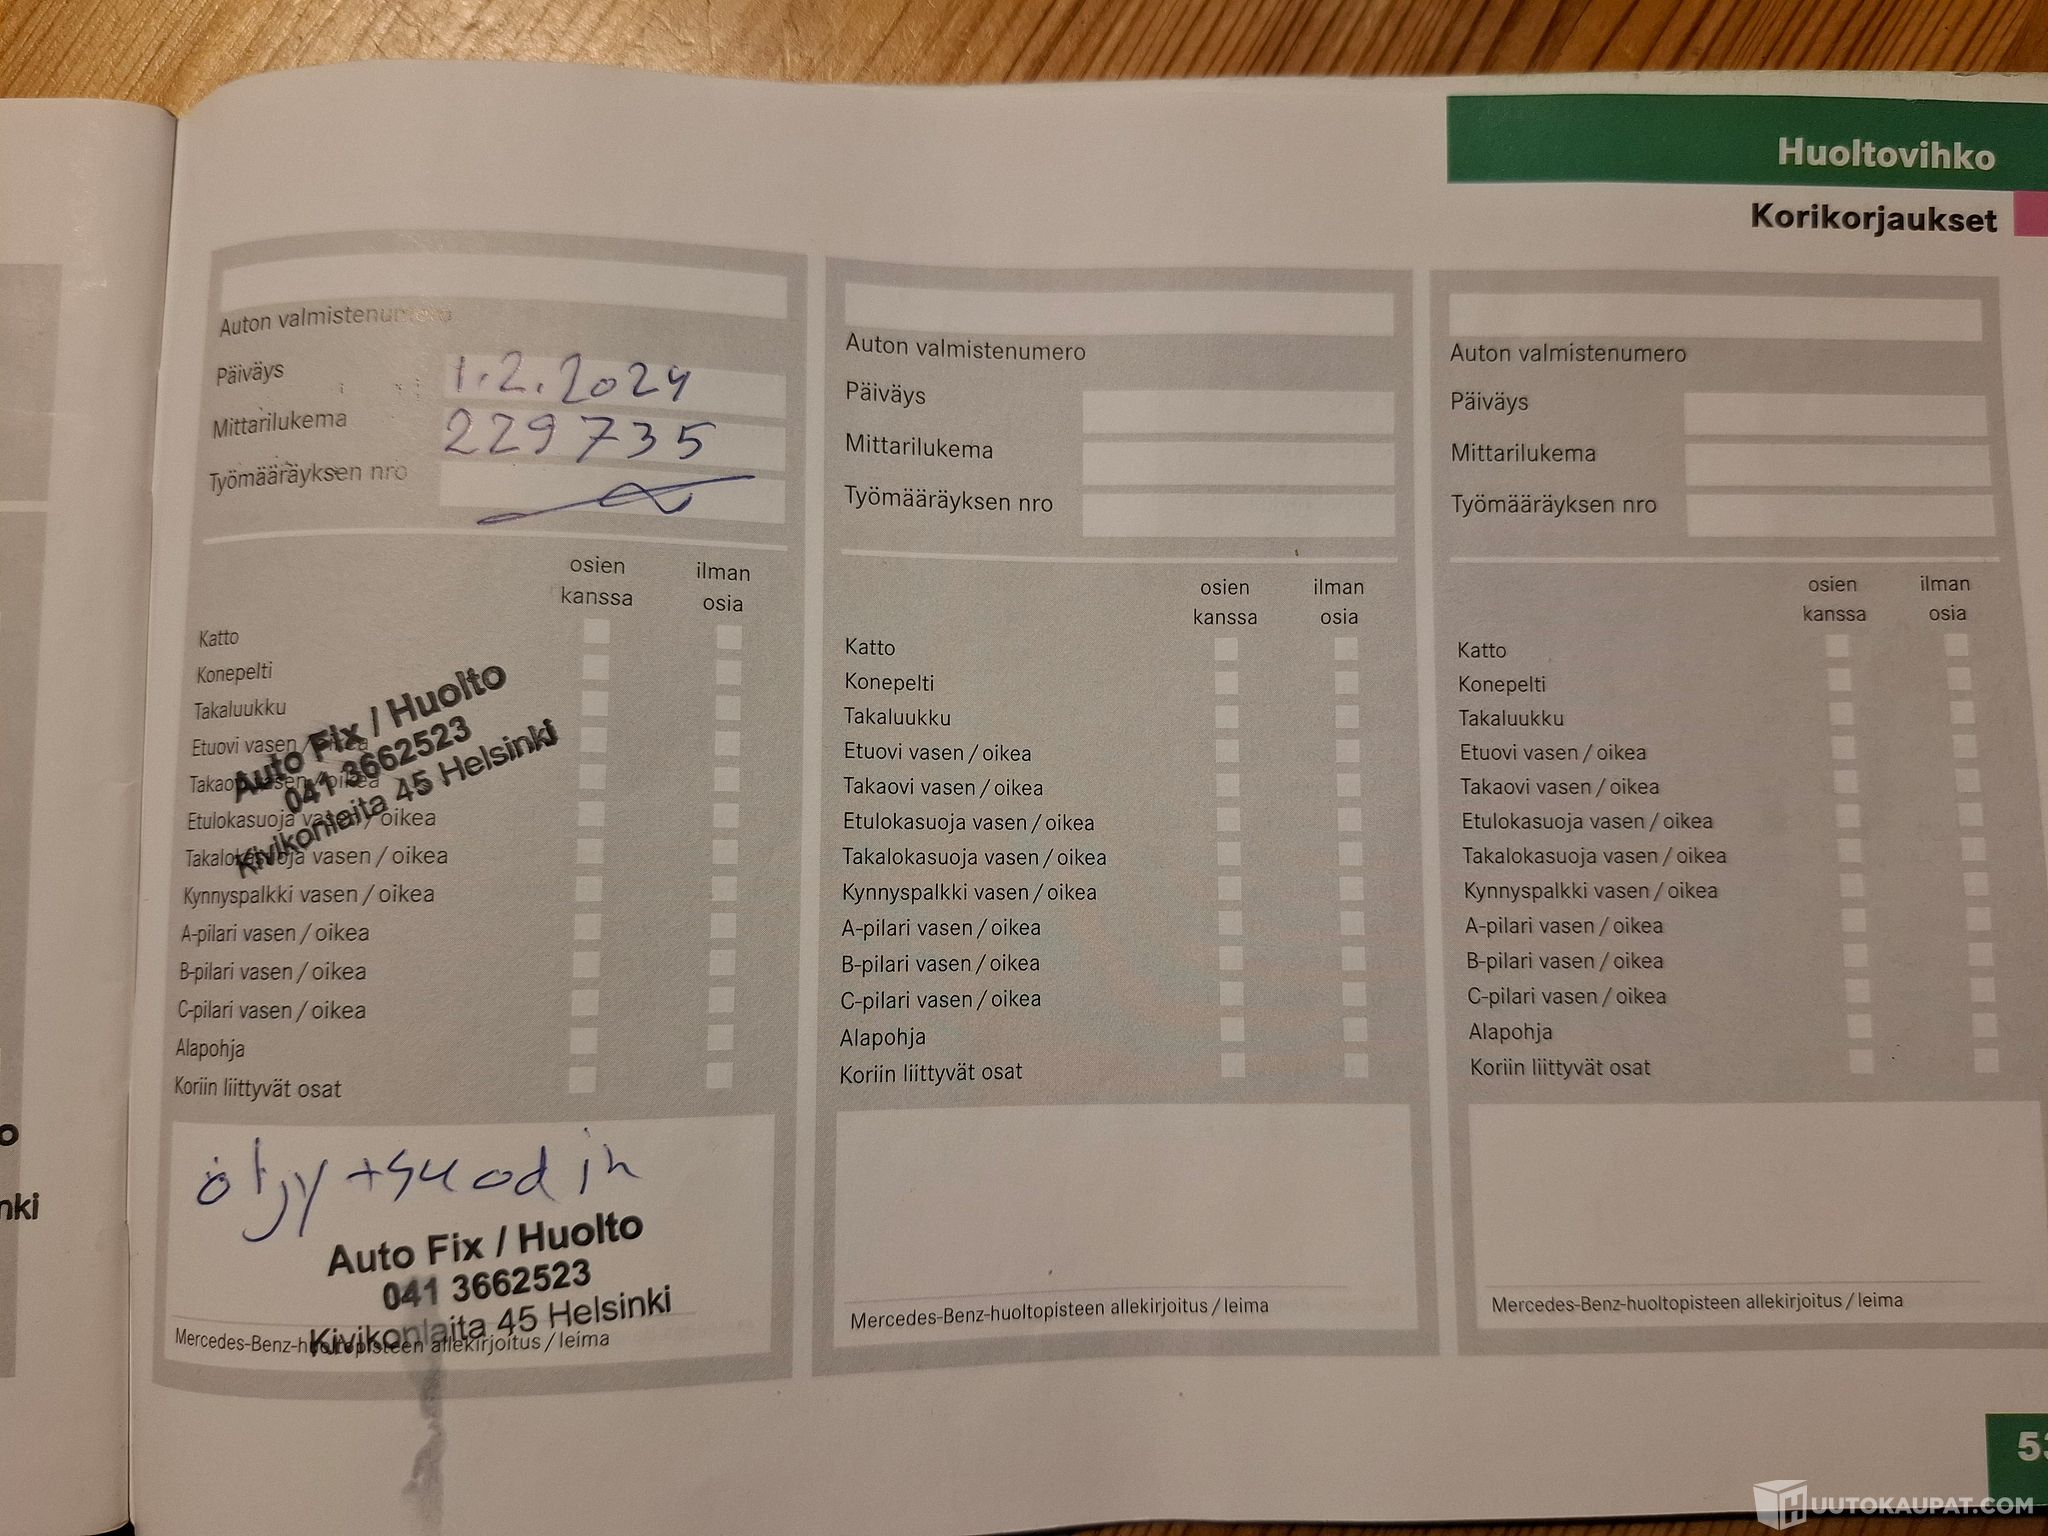 Huoltovihko
Korikorjaukset
Auton valmistenumero
Päiväys 1.2.2024
Mittarilukema 229735
Työmääräyksen nro
osien kanssa
ilman osia
Katto
Konepelti
Takaluukku
Etuovi vasen / oikea
Takaovi vasen / oikea
Etulokasuoja vasen / oikea
Takalokasuoja vasen / oikea
Kynnyspalkki vasen / oikea
A-pilari vasen / oikea
B-pilari vasen / oikea
C-pilari vasen / oikea
Alapohja
Koriin liittyvät osat
Auto Fix / Huolto
041 3662523
Kivikonlaita 45 Helsinki
öljy + suodin
Auto Fix / Huolto
041 3662523
Kivikonlaita 45 Helsinki
Mercedes-Benz-huoltopisteen allekirjoitus / leima
Auton valmistenumero
Päiväys
Mittarilukema
Työmääräyksen nro
osien kanssa
ilman osia
Katto
Konepelti
Takaluukku
Etuovi vasen / oikea
Takaovi vasen / oikea
Etulokasuoja vasen / oikea
Takalokasuoja vasen / oikea
Kynnyspalkki vasen / oikea
A-pilari vasen / oikea
B-pilari vasen / oikea
C-pilari vasen / oikea
Alapohja
Koriin liittyvät osat
Mercedes-Benz-huoltopisteen allekirjoitus / leima
Auton valmistenumero
Päiväys
Mittarilukema
Työmääräyksen nro
osien kanssa
ilman osia
Katto
Konepelti
Takaluukku
Etuovi vasen / oikea
Takaovi vasen / oikea
Etulokasuoja vasen / oikea
Takalokasuoja vasen / oikea
Kynnyspalkki vasen / oikea
A-pilari vasen / oikea
B-pilari vasen / oikea
C-pilari vasen / oikea
Alapohja
Koriin liittyvät osat
Mercedes-Benz-huoltopisteen allekirjoitus / leima
HUUTOKAUPAT.COM